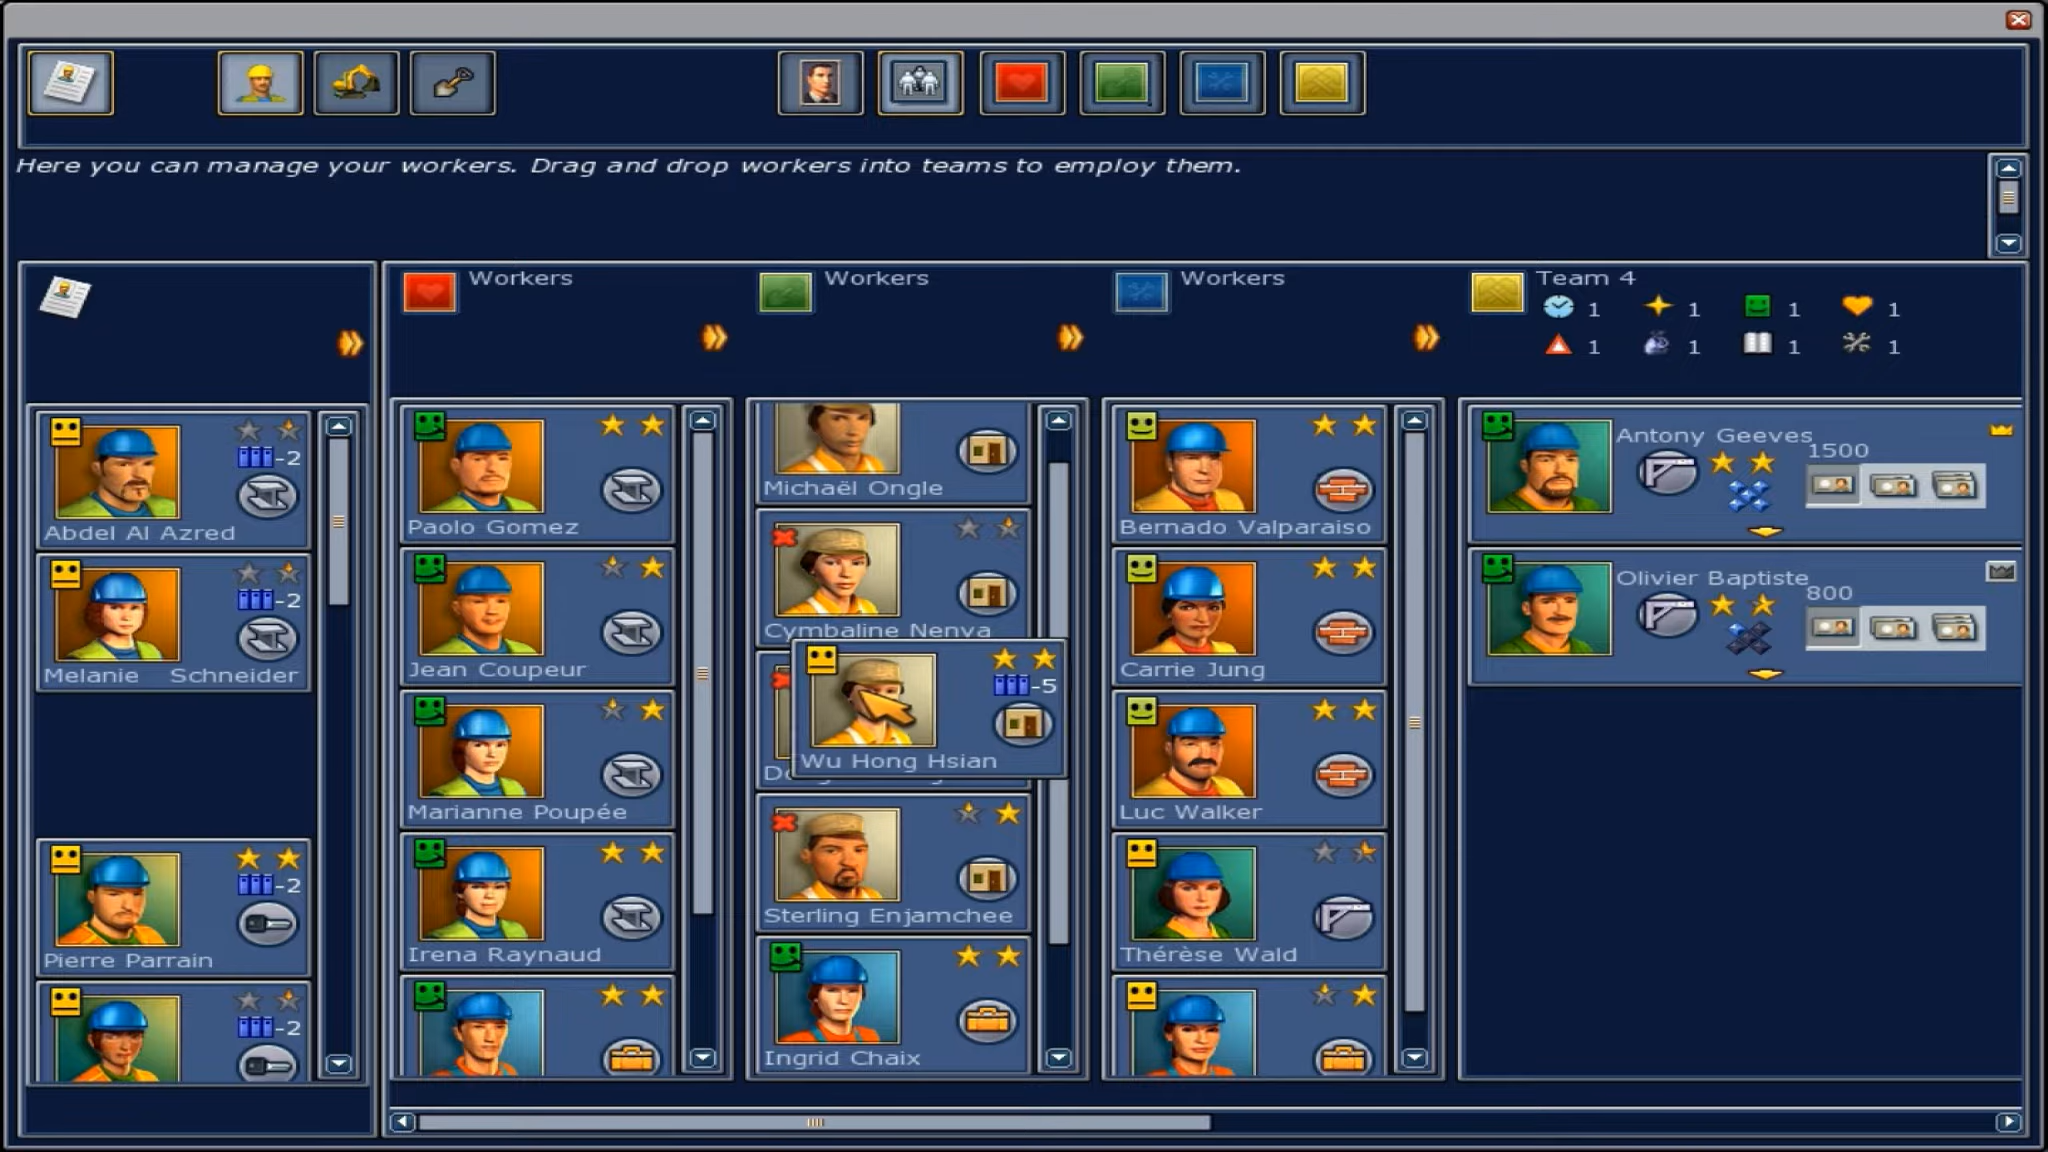 Here you can manage your workers. Drag and drop workers into teams to employ them.
Workers
Workers
Workers
Team 4
1 1 1 1
1 1 1 1
-2
Abdel Al Azred
-2
Melanie Schneider
-2
Pierre Parrain
-2
Paolo Gomez
Jean Coupeur
Marianne Poupée
Irena Raynaud
Michaël Ongle
Cymbaline Nenva
-5
Wu Hong Hsian
Sterling Enjamchee
Ingrid Chaix
Bernado Valparaiso
Carrie Jung
Luc Walker
Thérèse Wald
Antony Geeves
1500
Olivier Baptiste
800